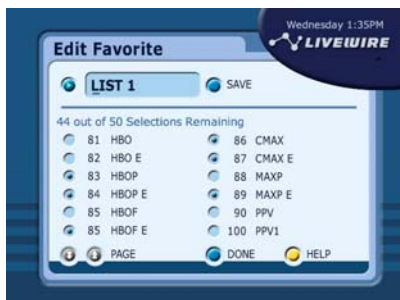 Wednesday 1:35PM
LIVEWIRE
Edit Favorite
LIST 1 SAVE
44 out of 50 Selections Remaining
81 HBO 86 CMAX
82 HBO E 87 CMAX E
83 HBOP 88 MAXP
84 HBOP E 89 MAXP E
85 HBOF 90 PPV
85 HBOF E 100 PPV1
PAGE DONE HELP